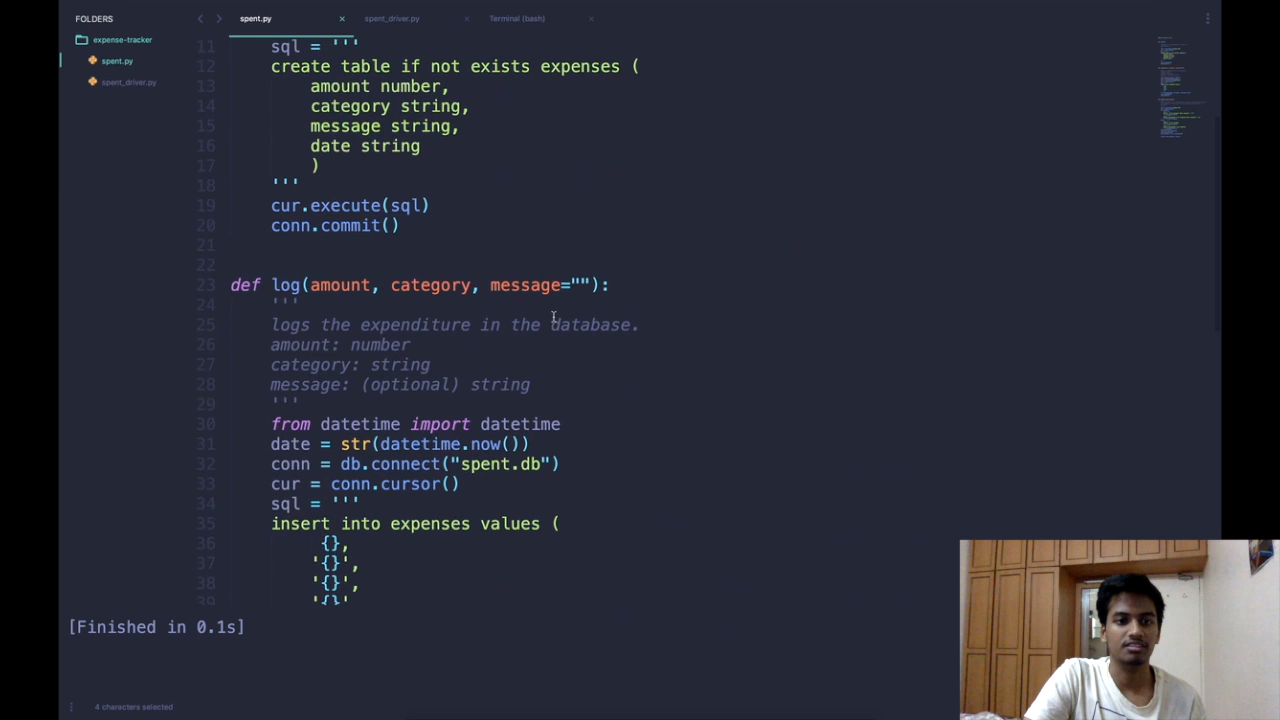 FOLDERS
expense-tracker
spent.py
spent_driver.py
spent.py
spent_driver.py
Terminal (bash)
11 sql = '''
12 create table if not exists expenses (
13 amount number,
14 category string,
15 message string,
16 date string
17 )
18 '''
19 cur.execute(sql)
20 conn.commit()
21
22
23 def log(amount, category, message=""):
24 '''
25 logs the expenditure in the database.
26 amount: number
27 category: string
28 message: (optional) string
29 '''
30 from datetime import datetime
31 date = str(datetime.now())
32 conn = db.connect("spent.db")
33 cur = conn.cursor()
34 sql = '''
35 insert into expenses values (
36 {},
37 '{}',
38 '{}',
39 '{}'
[Finished in 0.1s]
4 characters selected